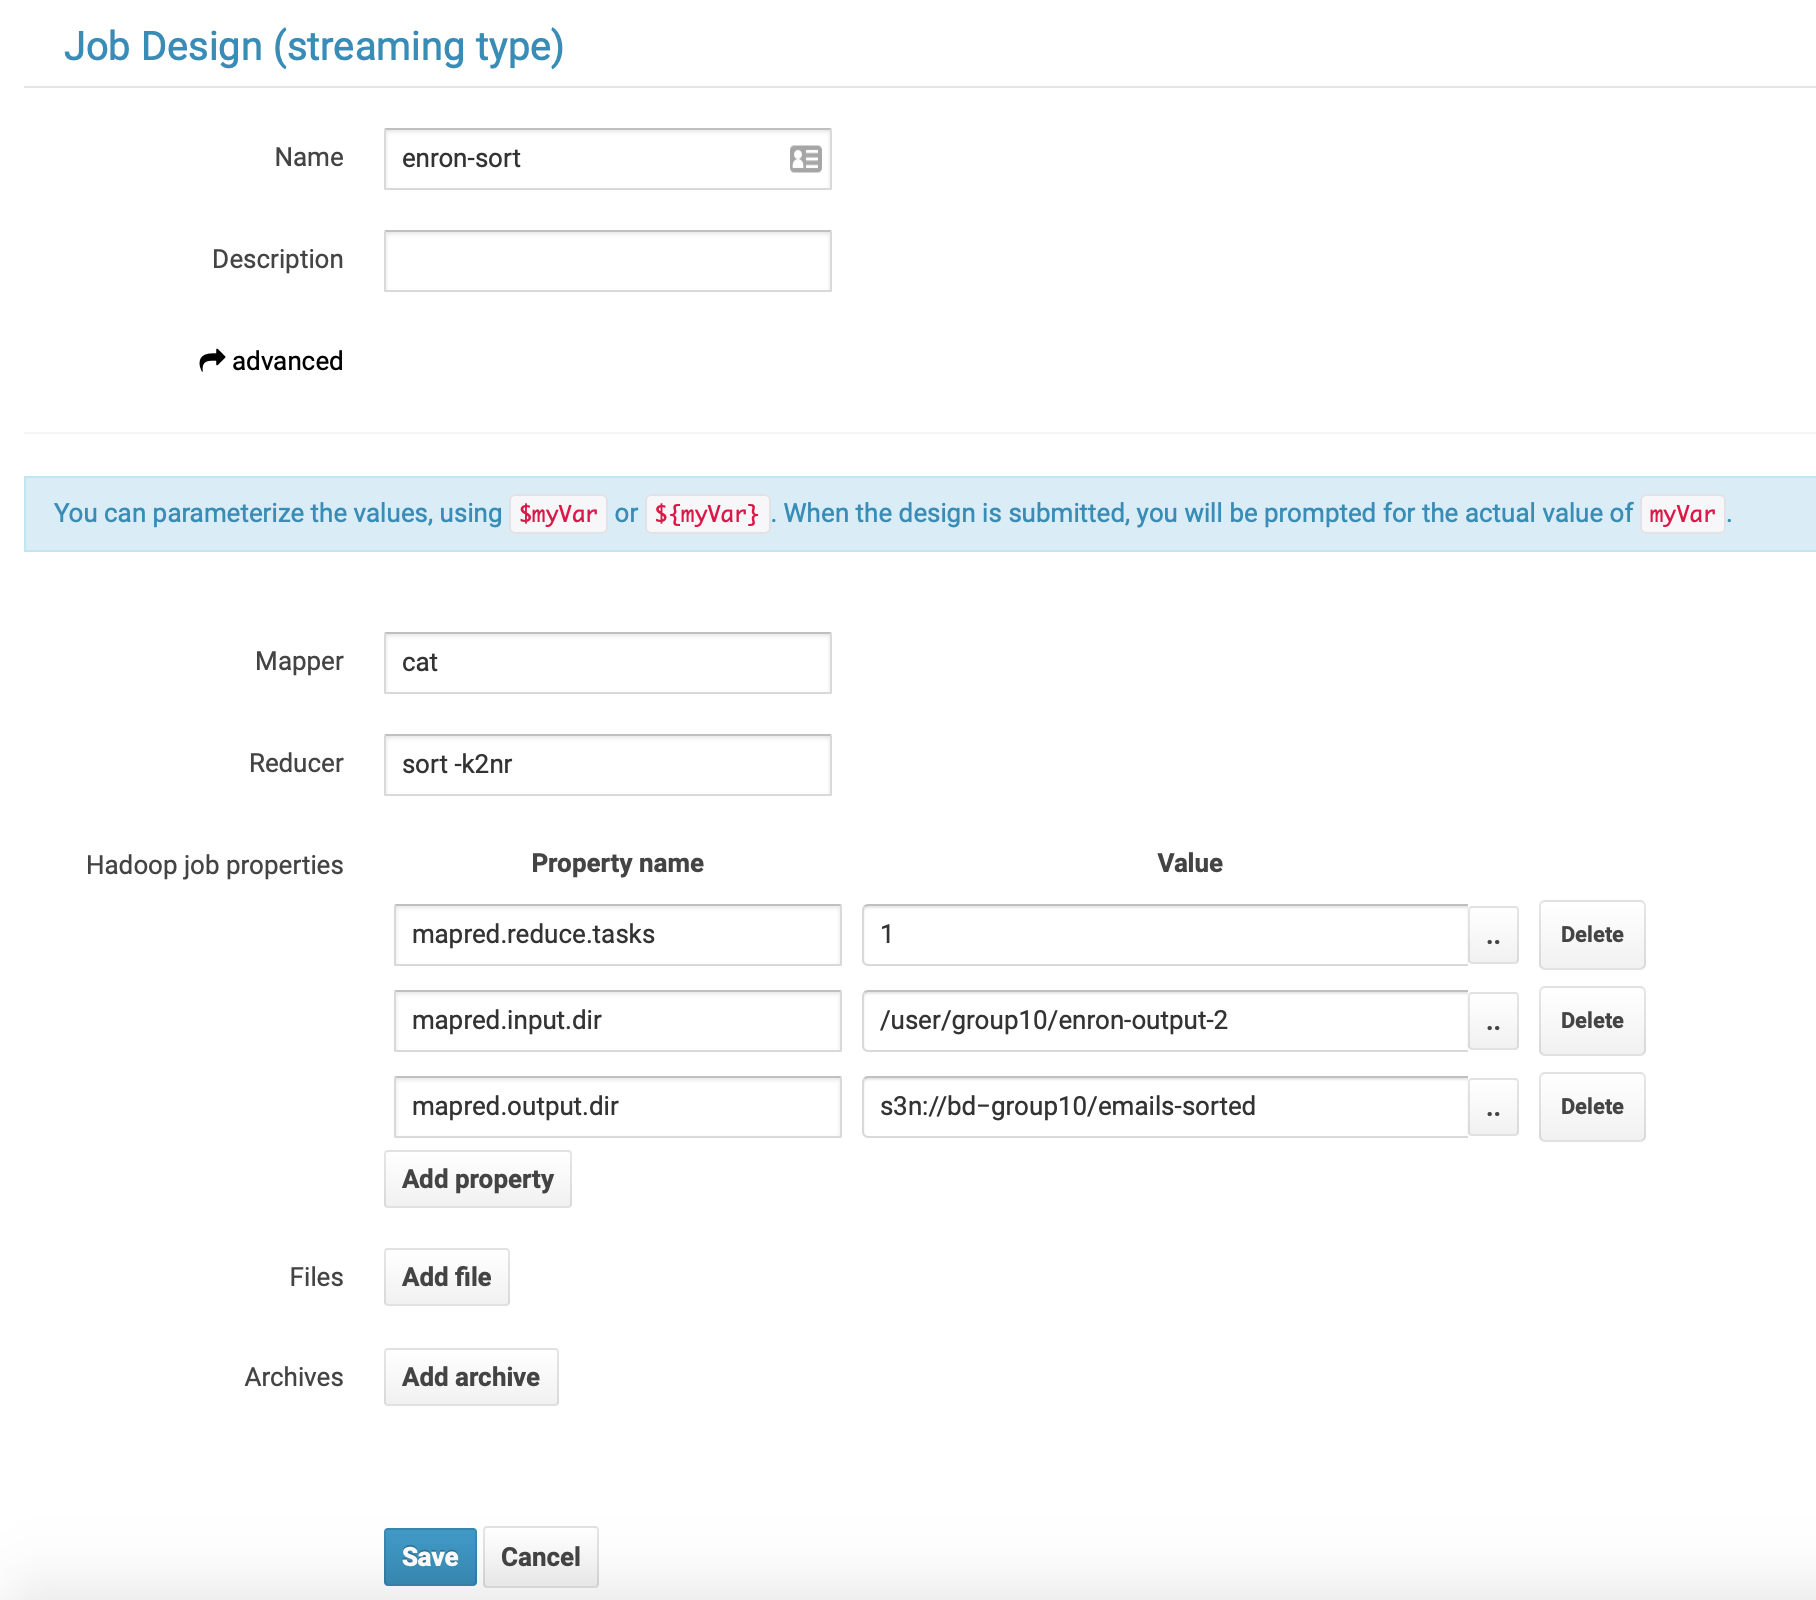 Job Design (streaming type)
Name enron-sort
Description
advanced
You can parameterize the values, using $myVar or ${myVar} . When the design is submitted, you will be prompted for the actual value of myVar .
Mapper cat
Reducer sort -k2nr
Hadoop job properties Property name Value
mapred.reduce.tasks 1 .. Delete
mapred.input.dir /user/group10/enron-output-2 .. Delete
mapred.output.dir s3n://bd-group10/emails-sorted .. Delete
Add property
Files Add file
Archives Add archive
Save Cancel